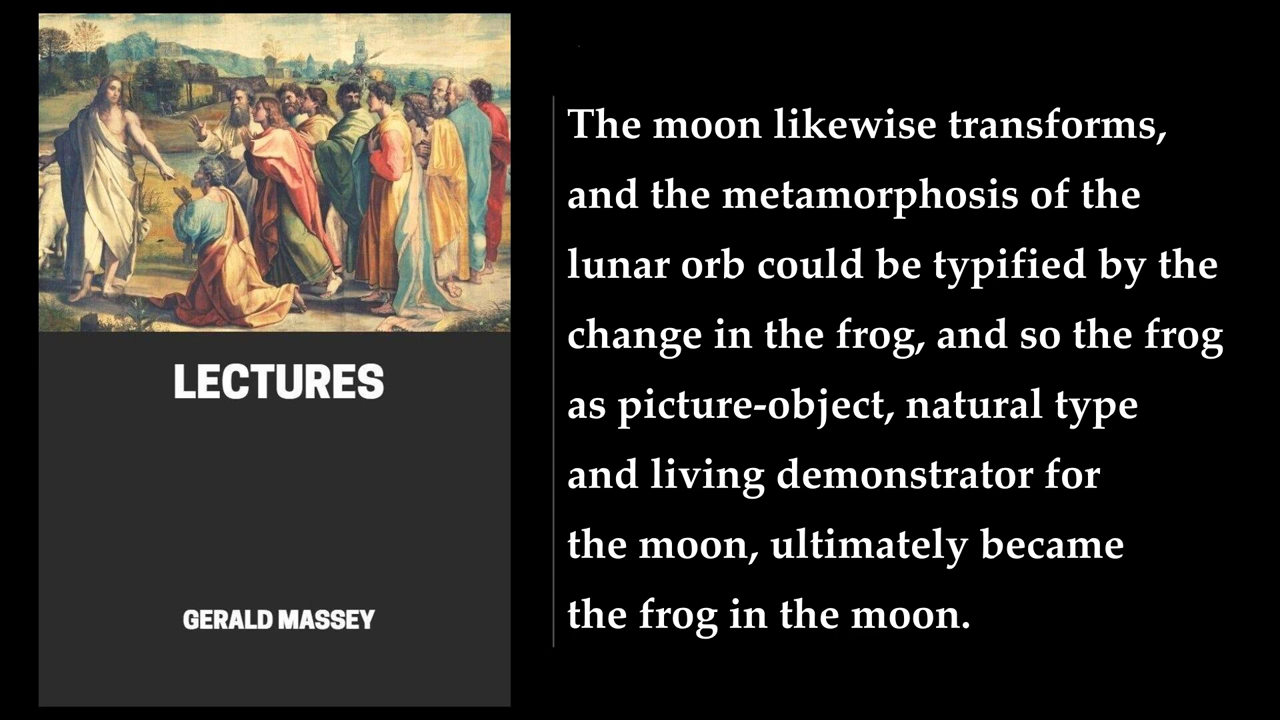 LECTURES
GERALD MASSEY
The moon likewise transforms,
and the metamorphosis of the
lunar orb could be typified by the
change in the frog, and so the frog
as picture-object, natural type
and living demonstrator for
the moon, ultimately became
the frog in the moon.